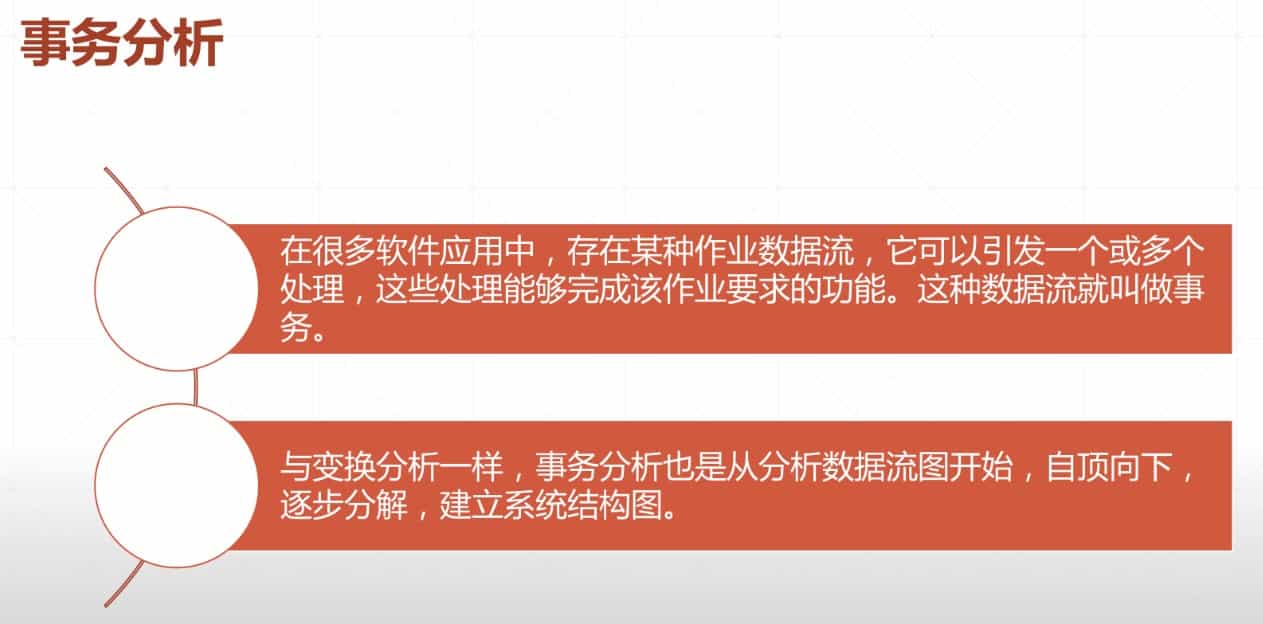 事务分析
在很多软件应用中，存在某种作业数据流，它可以引发一个或多个
处理，这些处理能够完成该作业要求的功能。这种数据流就叫做事
务。
与变换分析一样，事务分析也是从分析数据流图开始，自顶向下，
逐步分解，建立系统结构图。